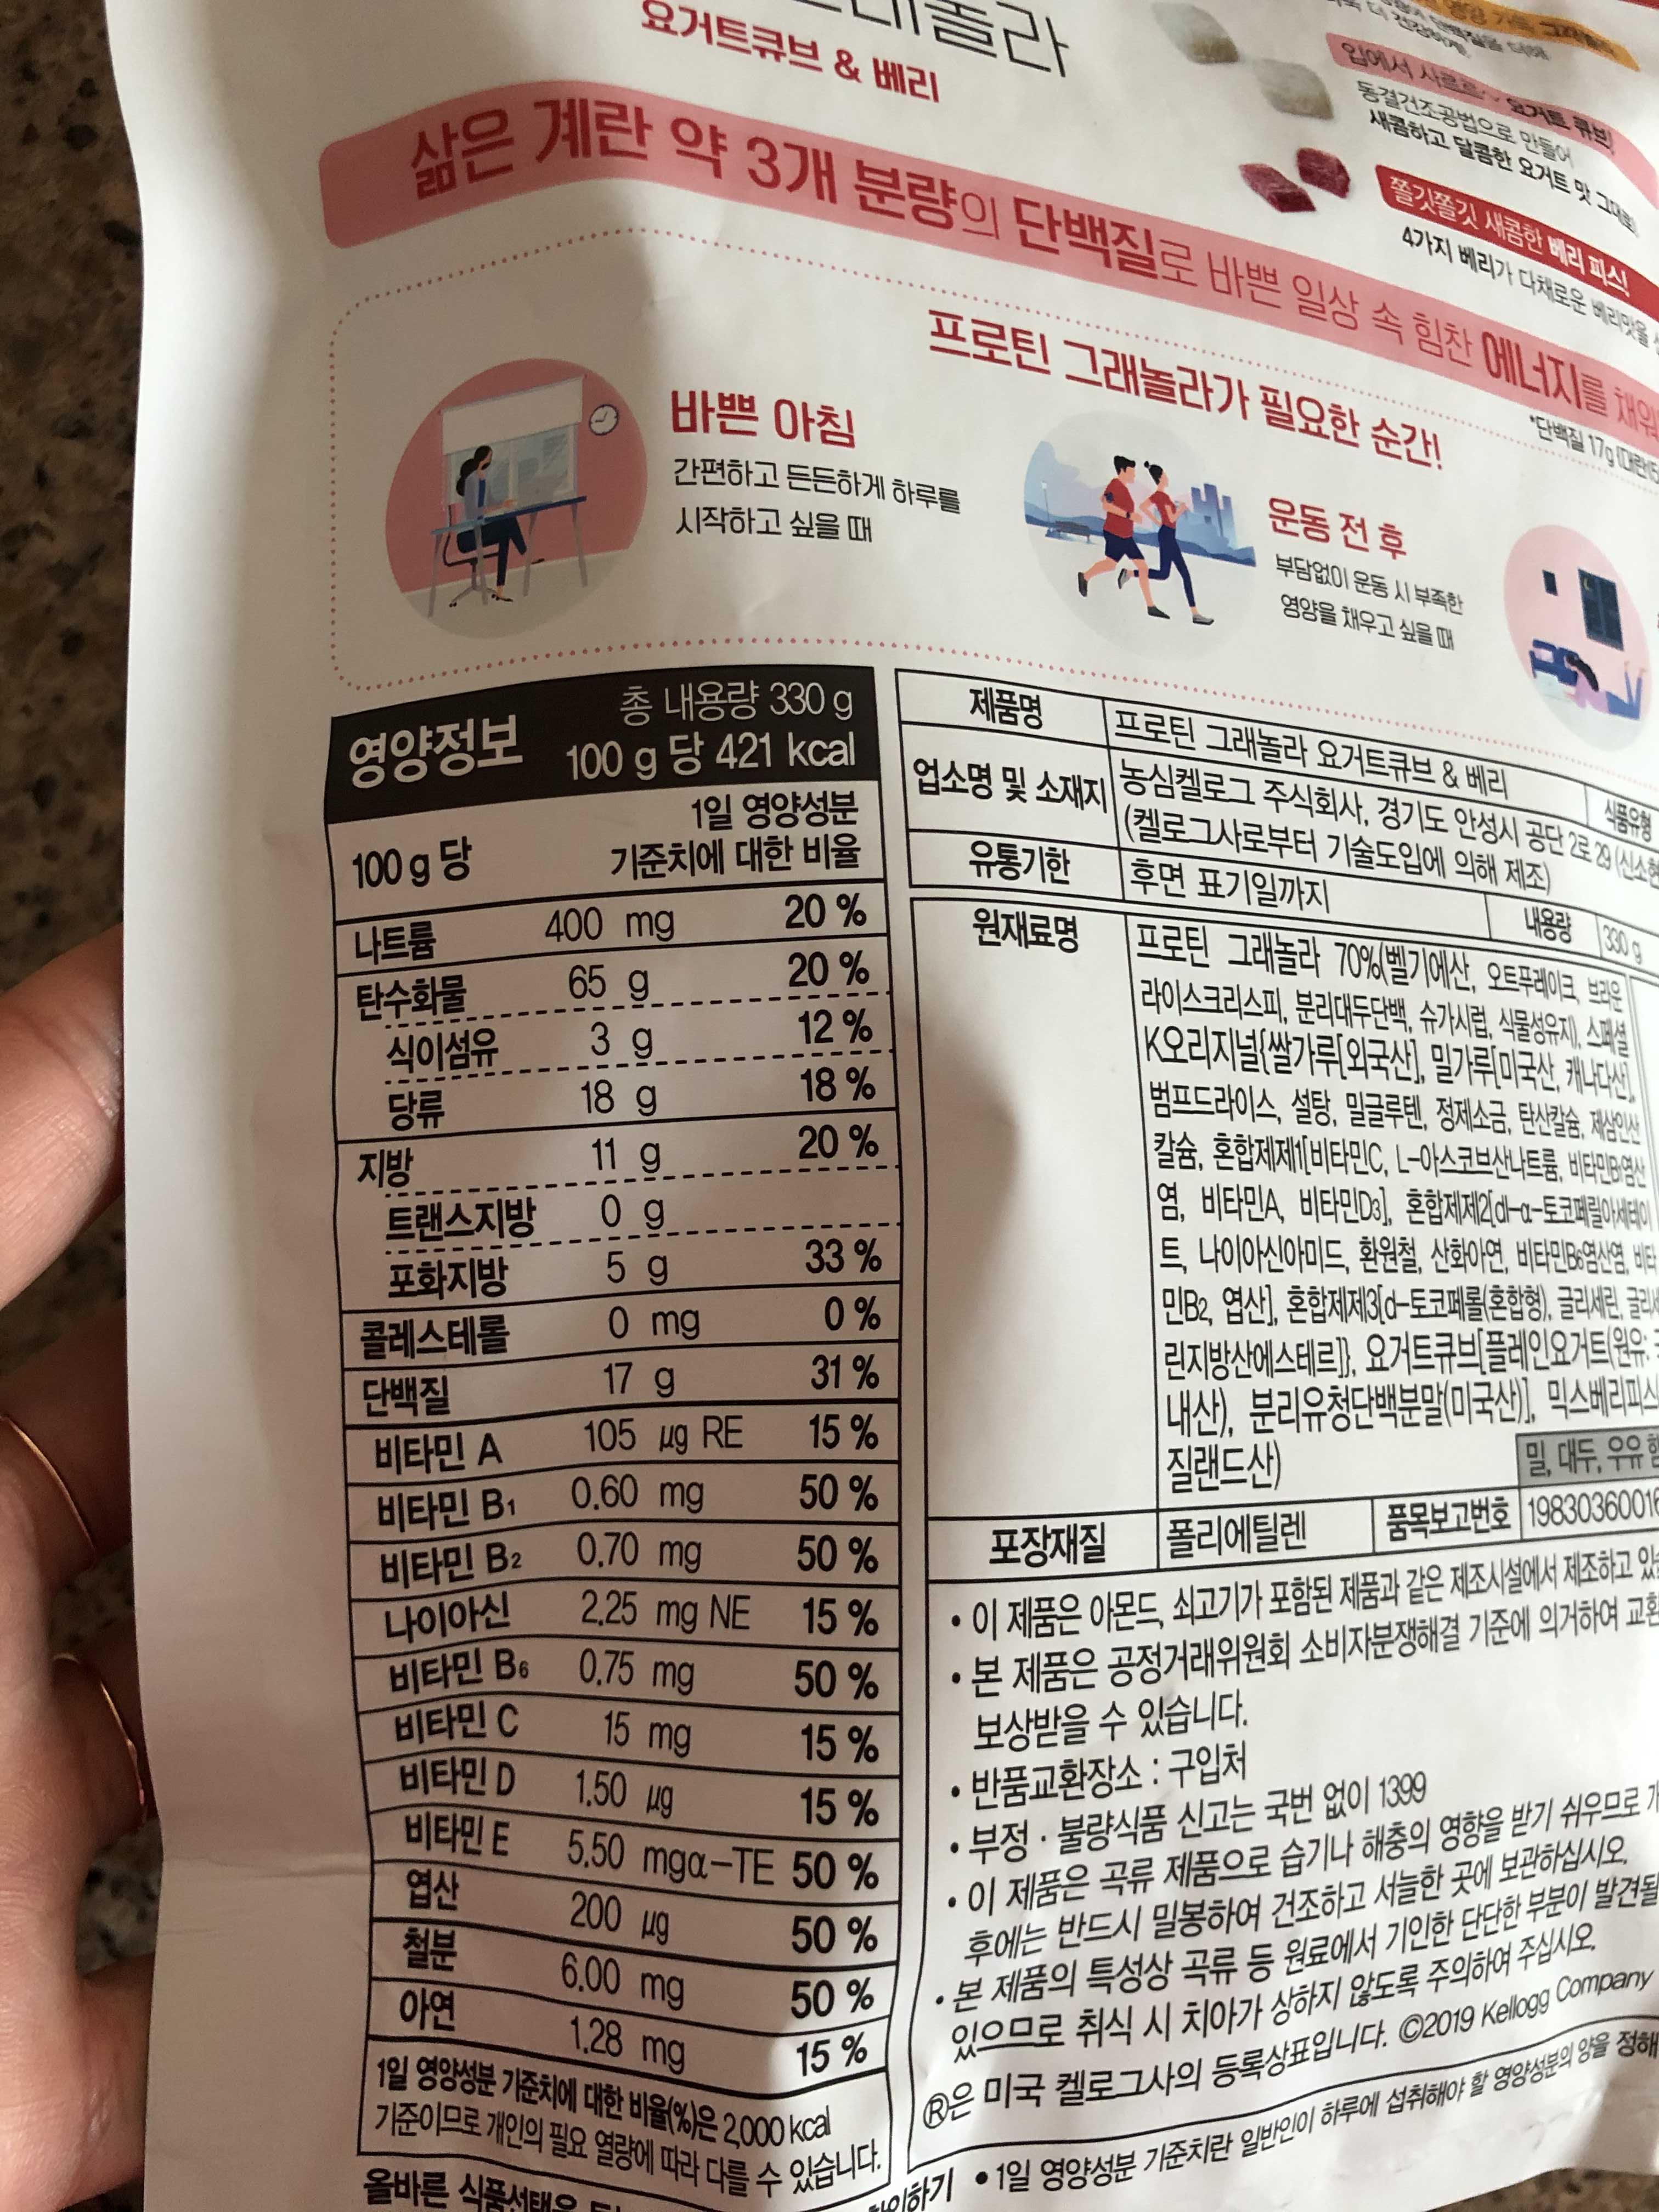 요거트큐브 & 베리
입에서 사르르~ 요거트 큐브!
동결건조공법으로 만들어
새콤하고 달콤한 요거트 맛 그대로!
쫄깃쫄깃 새콤한 베리 피스!
4가지 베리가 다채로운 베리맛을
삶은 계란 약 3개 분량의 단백질로 바쁜 일상 속 힘찬 에너지를 채워
*단백질 17g
프로틴 그래놀라가 필요한 순간!
바쁜 아침
간편하고 든든하게 하루를
시작하고 싶을 때
운동 전 후
부담없이 운동 시 부족한
영양을 채우고 싶을 때
영양정보
총 내용량 330 g
100 g 당 421 kcal
100 g 당
1일 영양성분
기준치에 대한 비율
나트륨 400 mg 20 %
탄수화물 65 g 20 %
식이섬유 3 g 12 %
당류 18 g 18 %
지방 11 g 20 %
트랜스지방 0 g
포화지방 5 g 33 %
콜레스테롤 0 mg 0 %
단백질 17 g 31 %
비타민 A 105 μg RE 15 %
비타민 B1 0.60 mg 50 %
비타민 B2 0.70 mg 50 %
나이아신 2.25 mg NE 15 %
비타민 B6 0.75 mg 50 %
비타민 C 15 mg 15 %
비타민 D 1.50 μg 15 %
비타민 E 5.50 mgα-TE 50 %
엽산 200 μg 50 %
철분 6.00 mg 50 %
아연 1.28 mg 15 %
1일 영양성분 기준치에 대한 비율(%)은 2,000 kcal
기준이므로 개인의 필요 열량에 따라 다를 수 있습니다.
올바른
제품명 프로틴 그래놀라 요거트큐브 & 베리 식품유형
업소명 및 소재지 농심켈로그 주식회사, 경기도 안성시 공단 2로 29
(켈로그사로부터 기술도입에 의해 제조)
유통기한 후면 표기일까지 내용량 330 g
원재료명 프로틴 그래놀라 70%(벨기에산, 오트푸레이크, 브라운
라이스크리스피, 분리대두단백, 슈가시럽, 식물성유지), 스페셜
K오리지널{쌀가루[외국산], 밀가루[미국산, 캐나다산],
범프드라이스, 설탕, 밀글루텐, 정제소금, 탄산칼슘, 제삼인산
칼슘, 혼합제제1[비타민C, L-아스코브산나트륨, 비타민B1염산
염, 비타민A, 비타민D3], 혼합제제2[dl-α-토코페릴아세테이
트, 나이아신아미드, 환원철, 산화아연, 비타민B6염산염, 비타
민B2, 엽산], 혼합제제3[d-토코페롤(혼합형), 글리세린, 글리세
린지방산에스테르]}, 요거트큐브[플레인요거트(원유:
내산), 분리유청단백분말(미국산)], 믹스베리피스
질랜드산)
밀, 대두, 우유
포장재질 폴리에틸렌 품목보고번호 1983036001
• 이 제품은 아몬드, 쇠고기가 포함된 제품과 같은 제조시설에서 제조하고
• 본 제품은 공정거래위원회 소비자분쟁해결 기준에 의거하여 교환
보상받을 수 있습니다.
• 반품교환장소 : 구입처
• 부정 · 불량식품 신고는 국번 없이 1399
• 이 제품은 곡류 제품으로 습기나 해충의 영향을 받기 쉬우므로
후에는 반드시 밀봉하여 건조하고 서늘한 곳에 보관하십시오.
• 본 제품의 특성상 곡류 등 원료에서 기인한 단단한 부분이 발견될
있으므로 취식 시 치아가 상하지 않도록 주의하여 주십시오.
®은 미국 켈로그사의 등록상표입니다. ©2019 Kellogg Company
• 1일 영양성분 기준치란 일반인이 하루에 섭취해야 할 영양성분의 양을 정해